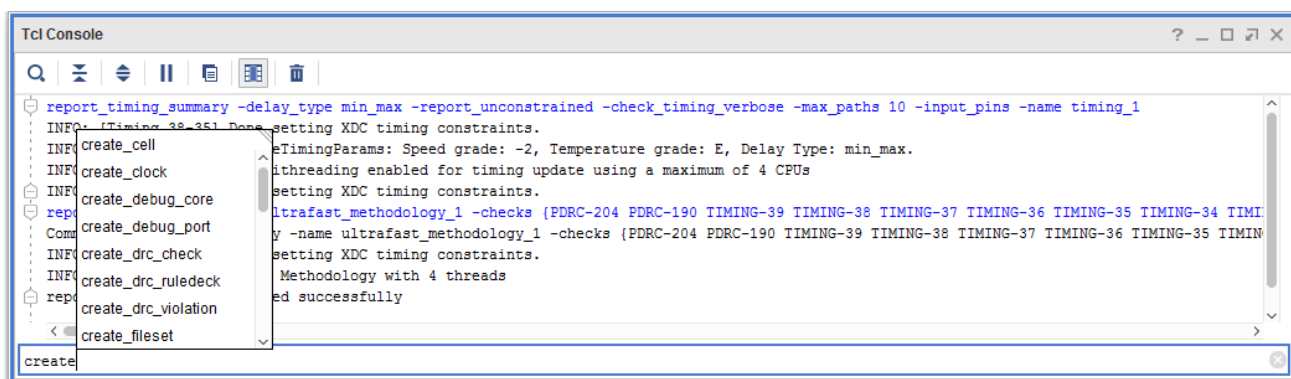 Tcl Console
report_timing_summary -delay_type min_max -report_unconstrained -check_timing_verbose -max_paths 10 -input_pins -name timing_1
INFO: [Timing 38-35] Done setting XDC timing constraints.
INFO eTimingParams: Speed grade: -2, Temperature grade: E, Delay Type: min_max.
INFO ithreading enabled for timing update using a maximum of 4 CPUs
INFO setting XDC timing constraints.
repo ltrafast_methodology_1 -checks {PDRC-204 PDRC-190 TIMING-39 TIMING-38 TIMING-37 TIMING-36 TIMING-35 TIMING-34 TIMI
Comm y -name ultrafast_methodology_1 -checks {PDRC-204 PDRC-190 TIMING-39 TIMING-38 TIMING-37 TIMING-36 TIMING-35 TIMIN
INFO setting XDC timing constraints.
INFO Methodology with 4 threads
repo ed successfully
create_cell
create_clock
create_debug_core
create_debug_port
create_drc_check
create_drc_ruledeck
create_drc_violation
create_fileset
create